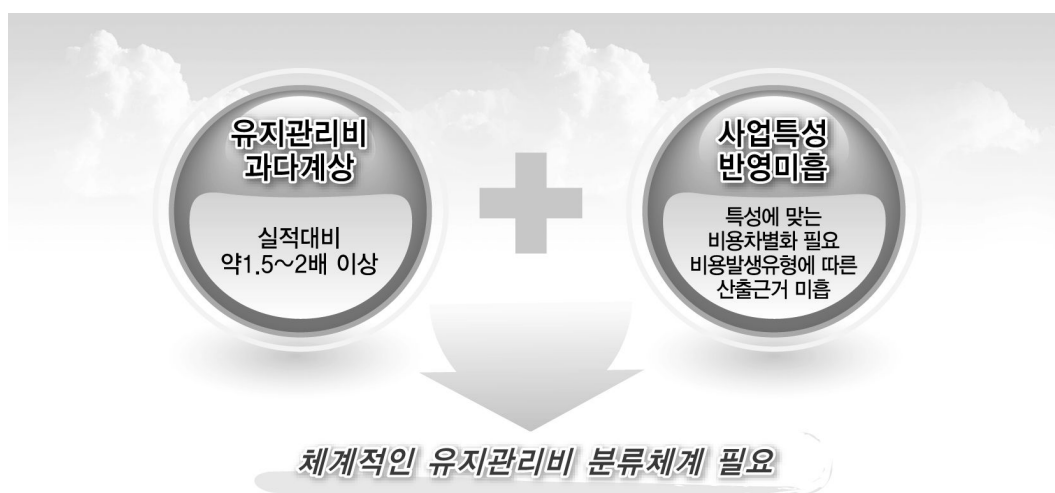 유지관리비
과다계상
실적대비
약1.5~2배 이상
사업특성
반영미흡
특성에 맞는
비용차별화 필요
비용발생유형에 따른
산출근거 미흡
체계적인 유지관리비 분류체계 필요